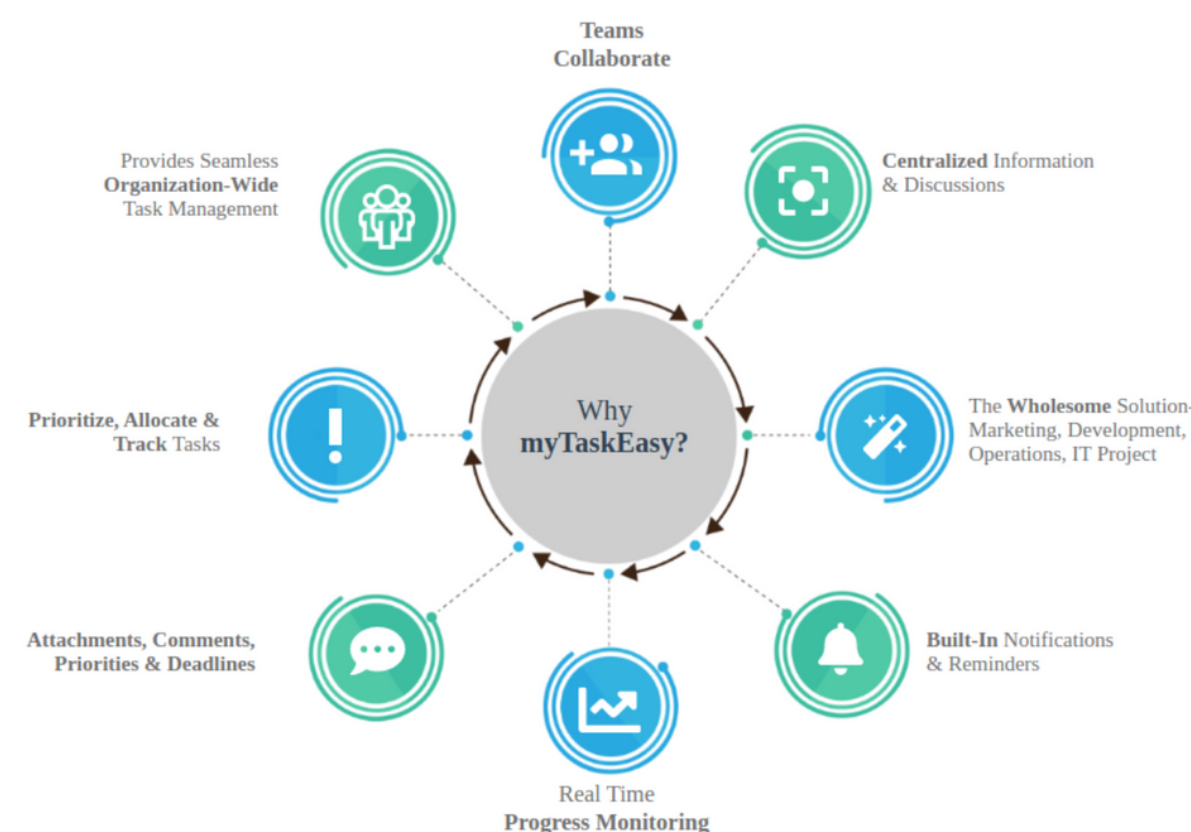 Teams
Collaborate
Centralized Information
& Discussions
The Wholesome Solution-
Marketing, Development,
Operations, IT Project
Built-In Notifications
& Reminders
Real Time
Progress Monitoring
Attachments, Comments,
Priorities & Deadlines
Prioritize, Allocate &
Track Tasks
Provides Seamless
Organization-Wide
Task Management
Why
myTaskEasy?